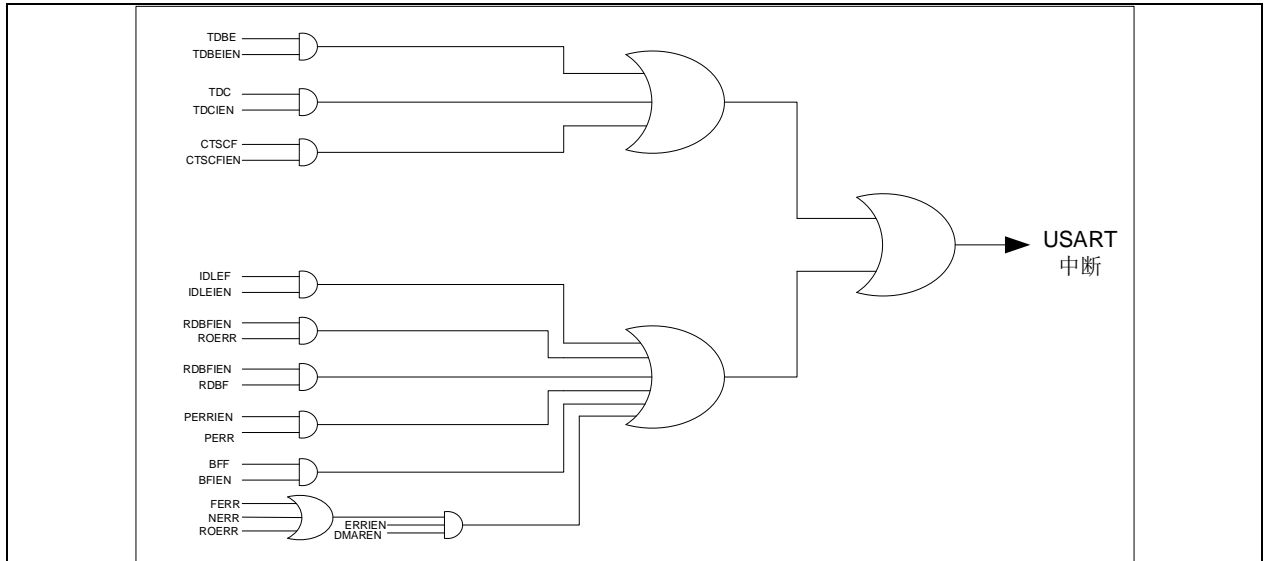 TDBE
TDBEIEN
TDC
TDCIEN
CTSCF
CTSCFIEN
USART
中断
IDLEF
IDLEIEN
RDBFIEN
ROERR
RDBFIEN
RDBF
PERRIEN
PERR
BFF
BFIEN
FERR
NERR
ROERR
ERRIEN
DMAREN